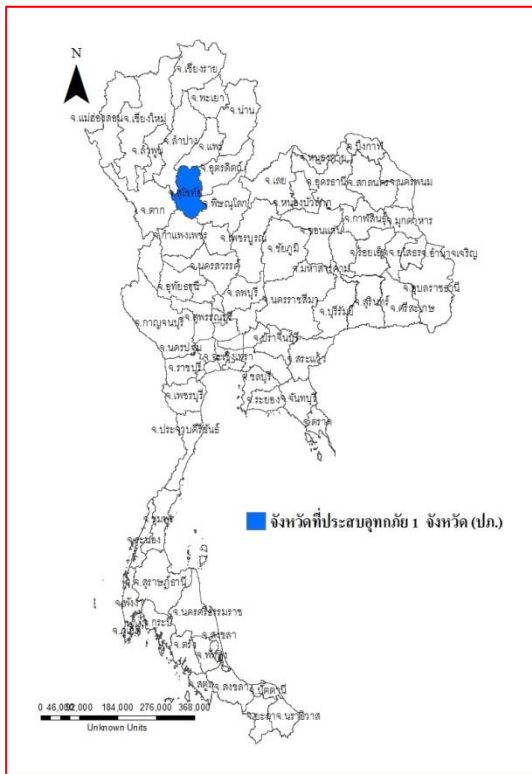 N
จ.เชียงราย
จ.พะเยา
จ.น่าน
จ.แม่ฮ่องสอน
จ.เชียงใหม่
จ.ลำปาง
จ.แพร่
จ.ลำพูน
จ.อุตรดิตถ์
จ.สุโขทัย
จ.พิษณุโลก
จ.ตาก
จ.กำแพงเพชร
จ.เพชรบูรณ์
จ.เลย
จ.หนองคาย
จ.บึงกาฬ
จ.อุดรธานี
จ.สกลนคร
จ.นครพนม
จ.หนองบัวลำภู
จ.ขอนแก่น
จ.กาฬสินธุ์
จ.มุกดาหาร
จ.ชัยภูมิ
จ.มหาสารคาม
จ.ร้อยเอ็ด
จ.ยโสธร
จ.อำนาจเจริญ
จ.นครสวรรค์
จ.อุทัยธานี
จ.ลพบุรี
จ.นครราชสีมา
จ.บุรีรัมย์
จ.สุรินทร์
จ.ศรีสะเกษ
จ.อุบลราชธานี
จ.กาญจนบุรี
จ.สุพรรณบุรี
จ.ปราจีนบุรี
จ.นครปฐม
จ.ฉะเชิงเทรา
จ.สระแก้ว
จ.ราชบุรี
จ.ชลบุรี
จ.เพชรบุรี
จ.ระยอง
จ.จันทบุรี
จ.ตราด
จ.ประจวบคีรีขันธ์
จ.ชุมพร
จ.ระนอง
จังหวัดที่ประสบอุทกภัย 1 จังหวัด (ปภ.)
จ.สุราษฎร์ธานี
จ.พังงา
จ.นครศรีธรรมราช
จ.ภูเก็ต
จ.กระบี่
จ.ตรัง
จ.สงขลา
จ.พัทลุง
จ.สตูล
จ.สงขลา
จ.ปัตตานี
จ.ยะลา
จ.นราธิวาส
0 46,000 92,000 184,000 276,000 368,000
Unknown Units